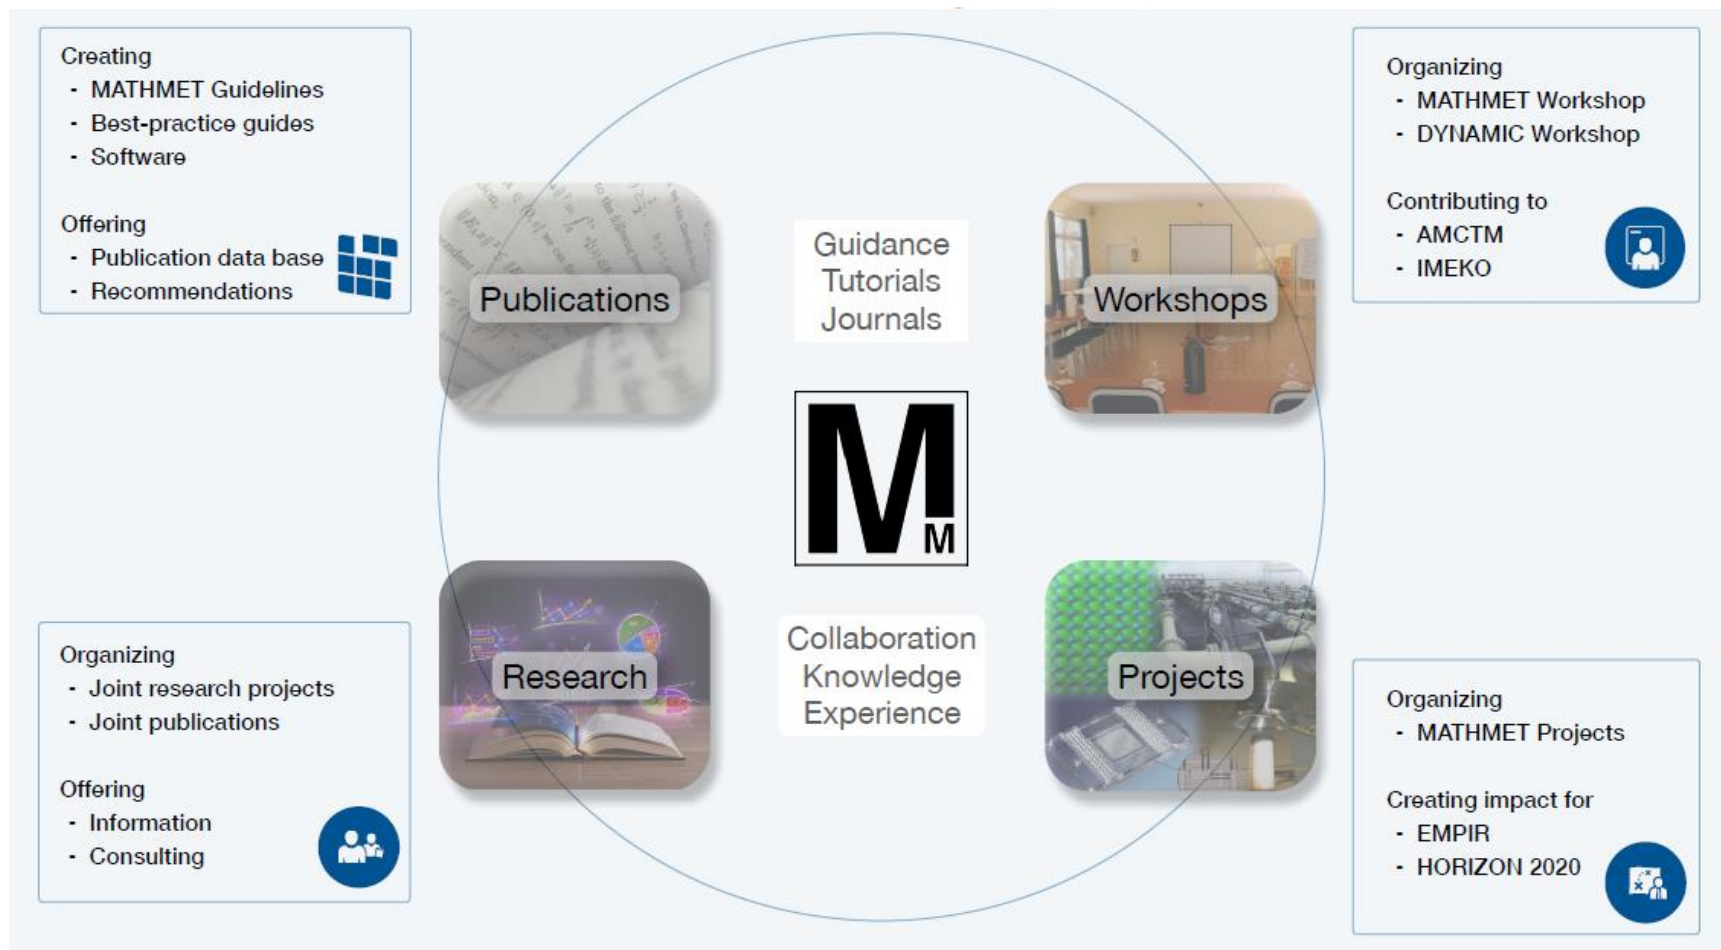 Creating
- MATHMET Guidelines
- Best-practice guides
- Software
Offering
- Publication data base
- Recommendations
Publications
Guidance
Tutorials
Journals
Workshops
Organizing
- MATHMET Workshop
- DYNAMIC Workshop
Contributing to
- AMCTM
- IMEKO
M
M
Organizing
- Joint research projects
- Joint publications
Offering
- Information
- Consulting
Research
Collaboration
Knowledge
Experience
Projects
Organizing
- MATHMET Projects
Creating impact for
- EMPIR
- HORIZON 2020